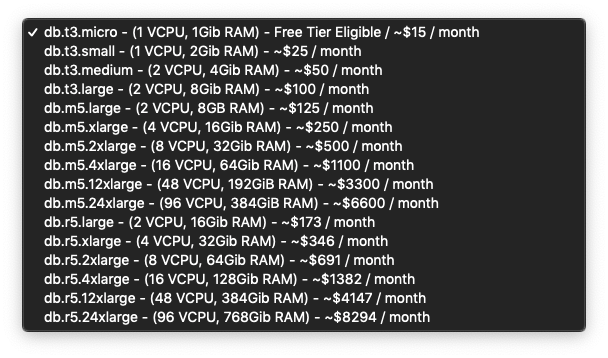 ✓ db.t3.micro - (1 VCPU, 1Gib RAM) - Free Tier Eligible / ~$15 / month
db.t3.small - (1 VCPU, 2Gib RAM) - ~$25 / month
db.t3.medium - (2 VCPU, 4Gib RAM) - ~$50 / month
db.t3.large - (2 VCPU, 8Gib RAM) - ~$100 / month
db.m5.large - (2 VCPU, 8GB RAM) - ~$125 / month
db.m5.xlarge - (4 VCPU, 16Gib RAM) - ~$250 / month
db.m5.2xlarge - (8 VCPU, 32Gib RAM) - ~$500 / month
db.m5.4xlarge - (16 VCPU, 64Gib RAM) - ~$1100 / month
db.m5.12xlarge - (48 VCPU, 192GiB RAM) - ~$3300 / month
db.m5.24xlarge - (96 VCPU, 384GiB RAM) - ~$6600 / month
db.r5.large - (2 VCPU, 16Gib RAM) - ~$173 / month
db.r5.xlarge - (4 VCPU, 32Gib RAM) - ~$346 / month
db.r5.2xlarge - (8 VCPU, 64Gib RAM) - ~$691 / month
db.r5.4xlarge - (16 VCPU, 128Gib RAM) - ~$1382 / month
db.r5.12xlarge - (48 VCPU, 384Gib RAM) - ~$4147 / month
db.r5.24xlarge - (96 VCPU, 768Gib RAM) - ~$8294 / month